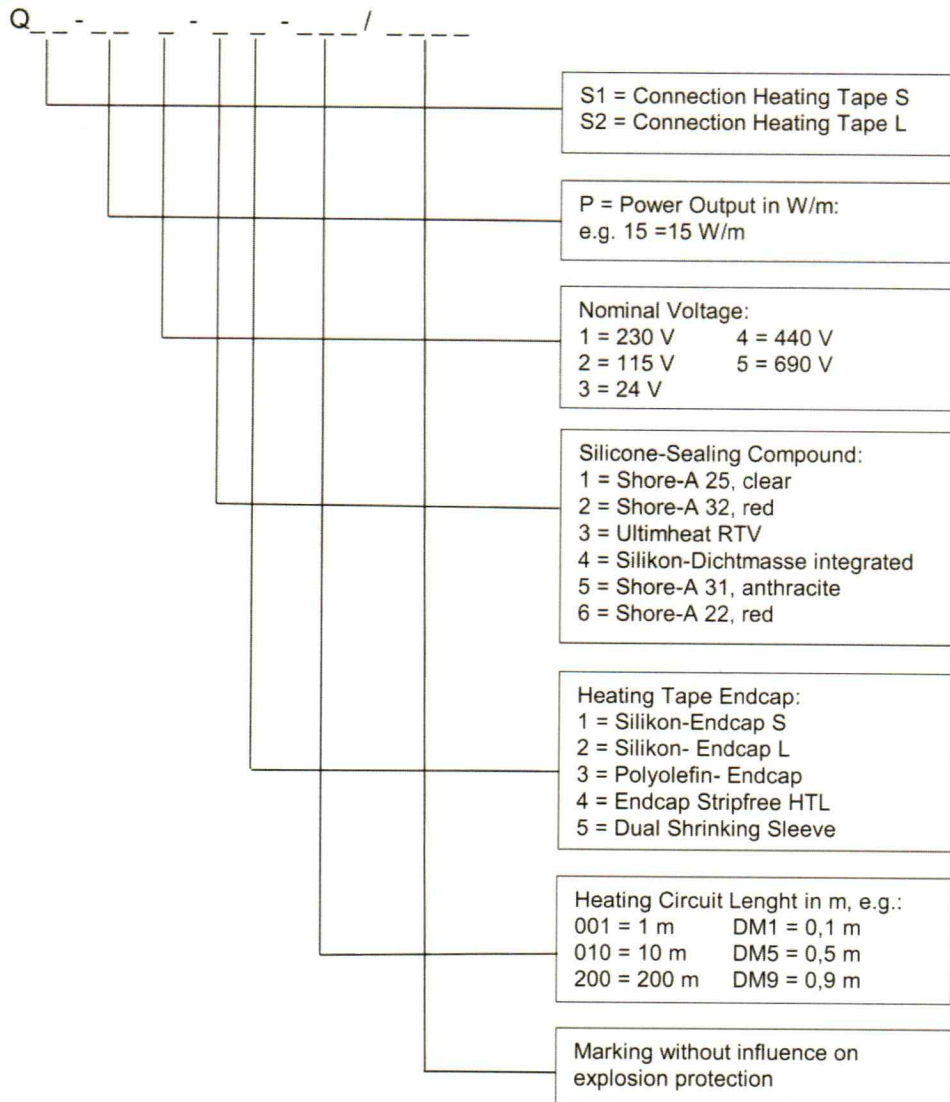 Q_ _ - _ _ _ - _ _ - _ _ _ / _ _ _ _
S1 = Connection Heating Tape S
S2 = Connection Heating Tape L
P = Power Output in W/m:
e.g. 15 =15 W/m
Nominal Voltage:
1 = 230 V 4 = 440 V
2 = 115 V 5 = 690 V
3 = 24 V
Silicone-Sealing Compound:
1 = Shore-A 25, clear
2 = Shore-A 32, red
3 = Ultimheat RTV
4 = Silikon-Dichtmasse integrated
5 = Shore-A 31, anthracite
6 = Shore-A 22, red
Heating Tape Endcap:
1 = Silikon-Endcap S
2 = Silikon- Endcap L
3 = Polyolefin- Endcap
4 = Endcap Stripfree HTL
5 = Dual Shrinking Sleeve
Heating Circuit Lenght in m, e.g.:
001 = 1 m DM1 = 0,1 m
010 = 10 m DM5 = 0,5 m
200 = 200 m DM9 = 0,9 m
Marking without influence on
explosion protection